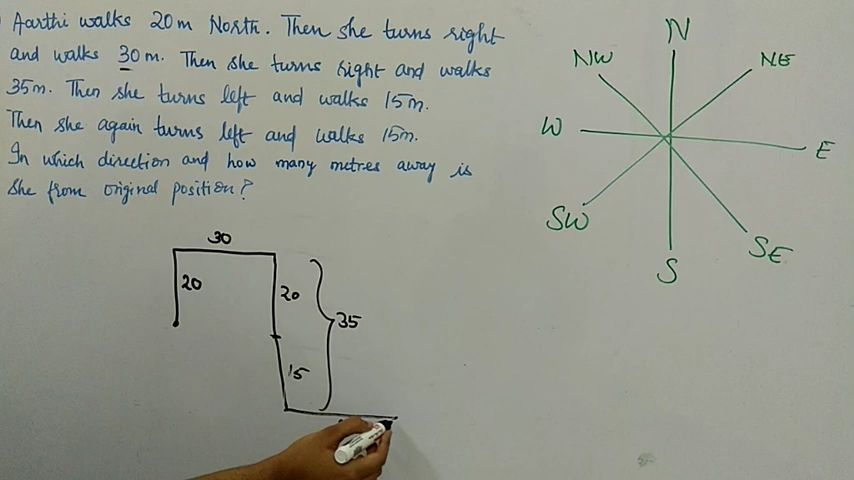 Aarthi walks 20m North. Then she turns right
and walks 30m. Then she turns right and walks
35m. Then she turns left and walks 15m.
Then she again turns left and walks 15m.
In which direction and how many metres away is
she from original position?
N
NW
NE
W
E
SW
SE
S
30
20
20
35
15